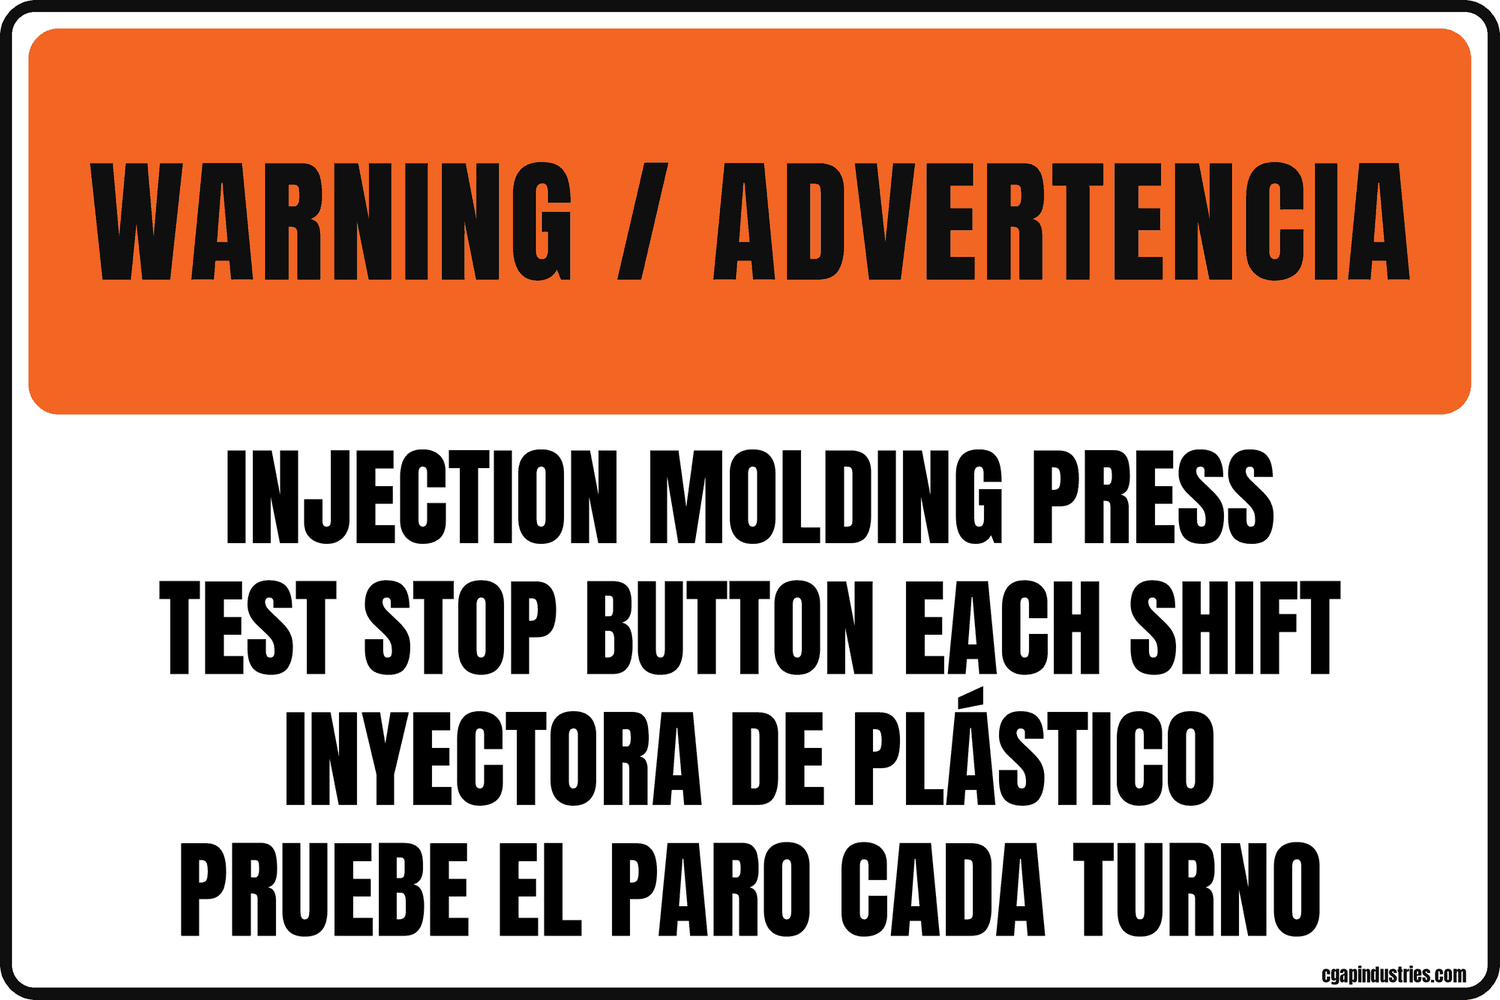 WARNING / ADVERTENCIA
INJECTION MOLDING PRESS
TEST STOP BUTTON EACH SHIFT
INYECTORA DE PLÁSTICO
PRUEBE EL PARO CADA TURNO
cgapindustries.com